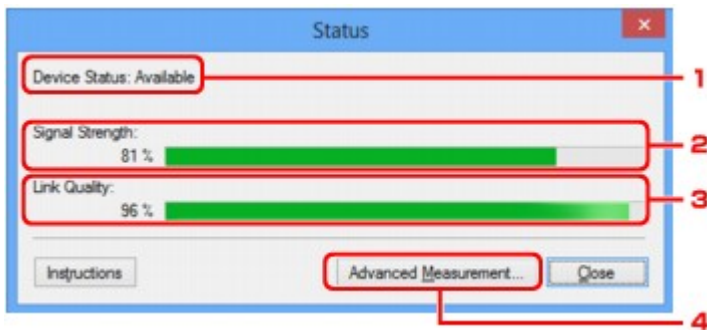 Status
Device Status: Available
1
Signal Strength:
81 %
2
Link Quality:
96 %
3
Instructions
Advanced Measurement...
Close
4